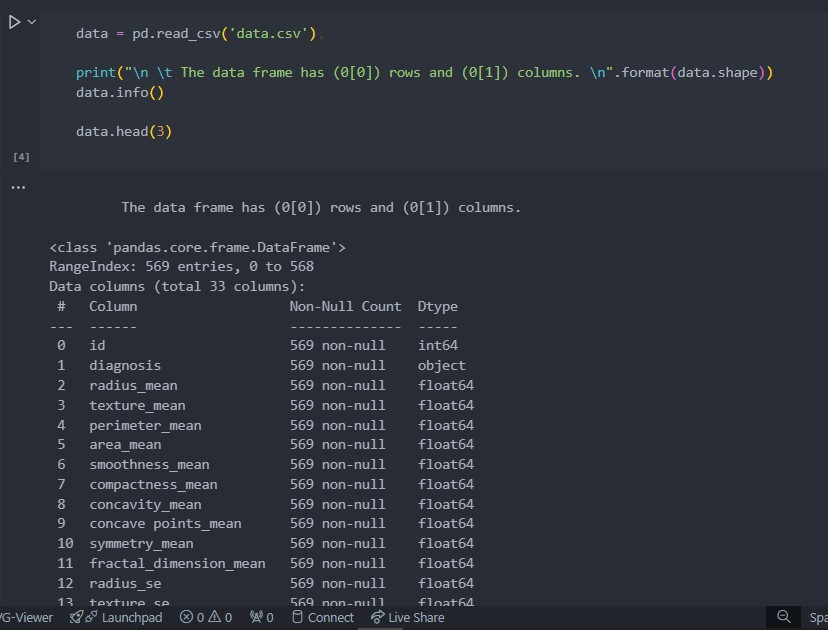 data = pd.read_csv('data.csv')
print("\n \t The data frame has (0[0]) rows and (0[1]) columns. \n".format(data.shape))
data.info()
data.head(3)
[4]
...
The data frame has (0[0]) rows and (0[1]) columns.
<class 'pandas.core.frame.DataFrame'>
RangeIndex: 569 entries, 0 to 568
Data columns (total 33 columns):
# Column Non-Null Count Dtype
--- ------ -------------- -----
0 id 569 non-null int64
1 diagnosis 569 non-null object
2 radius_mean 569 non-null float64
3 texture_mean 569 non-null float64
4 perimeter_mean 569 non-null float64
5 area_mean 569 non-null float64
6 smoothness_mean 569 non-null float64
7 compactness_mean 569 non-null float64
8 concavity_mean 569 non-null float64
9 concave points_mean 569 non-null float64
10 symmetry_mean 569 non-null float64
11 fractal_dimension_mean 569 non-null float64
12 radius_se 569 non-null float64
13 texture_se 569 non-null float64
G-Viewer Launchpad 0 0 0 Connect Live Share Spa